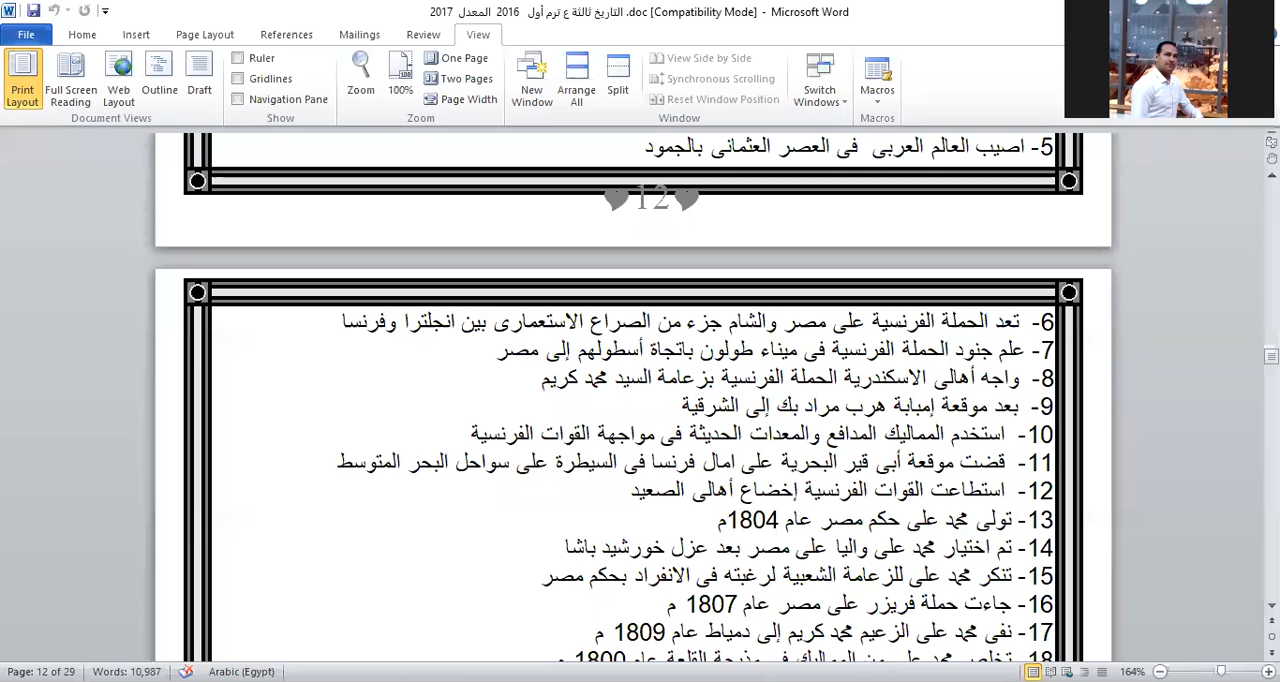 التاريخ ثالثة ع ترم أول 2016 المعدل 2017 .doc [Compatibility Mode] - Microsoft Word
File Home Insert Page Layout References Mailings Review View
Print Layout Full Screen Reading Web Layout Outline Draft
Document Views
Ruler
Gridlines
Navigation Pane
Show
Zoom 100% One Page
Two Pages
Page Width
Zoom
New Window Arrange All Split
View Side by Side
Synchronous Scrolling
Reset Window Position
Switch Windows
Window
Macros
Macros
5- اصيب العالم العربى فى العصر العثمانى بالجمود
12
6- تعد الحملة الفرنسية على مصر والشام جزء من الصراع الاستعمارى بين انجلترا وفرنسا
7- علم جنود الحملة الفرنسية فى ميناء طولون باتجاة أسطولهم إلى مصر
8- واجه أهالى الاسكندرية الحملة الفرنسية بزعامة السيد محمد كريم
9- بعد موقعة إمبابة هرب مراد بك إلى الشرقية
10- استخدم المماليك المدافع والمعدات الحديثة فى مواجهة القوات الفرنسية
11- قضت موقعة أبى قير البحرية على امال فرنسا فى السيطرة على سواحل البحر المتوسط
12- استطاعت القوات الفرنسية إخضاع أهالى الصعيد
13- تولى محمد على حكم مصر عام 1804م
14- تم اختيار محمد على واليا على مصر بعد عزل خورشيد باشا
15- تنكر محمد على للزعامة الشعبية لرغبته فى الانفراد بحكم مصر
16- جاءت حملة فريزر على مصر عام 1807 م
17- نفى محمد على الزعيم محمد كريم إلى دمياط عام 1809 م
18- تخلص محمد على من المماليك فى مذبحة القلعة عام 1800 م
Page: 12 of 29 Words: 10,987 Arabic (Egypt) 164%